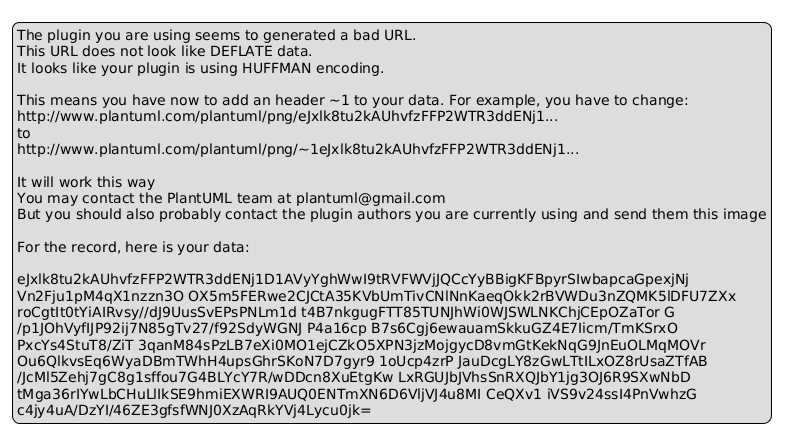 The plugin you are using seems to generated a bad URL.
This URL does not look like DEFLATE data.
It looks like your plugin is using HUFFMAN encoding.
This means you have now to add an header ~1 to your data. For example, you have to change:
http://www.plantuml.com/plantuml/png/eJxlk8tu2kAUhvfzFFP2WTR3ddENj1...
to
http://www.plantuml.com/plantuml/png/~1eJxlk8tu2kAUhvfzFFP2WTR3ddENj1...
It will work this way
You may contact the PlantUML team at plantuml@gmail.com
But you should also probably contact the plugin authors you are currently using and send them this image
For the record, here is your data:
eJxlk8tu2kAUhvfzFFP2WTR3ddENj1D1AVyYghWwI9tRVFWVjJQCcYyBBigKFBpyrSIwbapcaGpexjNj
Vn2Fju1pM4qX1nzzn3O OX5m5FERwe2CJCtA35KVbUmTivCNlNnKaeqOkk2rBVWDu3nZQMK5lDFU7ZXx
roCgtIt0tYiAlRvsy//dJ9UusSvEPsPNLm1d t4B7nkgugFTT85TUNJhWi0WJSWLNKChjCEpOZaTor G
/p1JOhVyfIJP92ij7N85gTv27/f92SdyWGNJ P4a16cp B7s6Cgj6ewauamSkkuGZ4E7Iicm/TmKSrxO
PxcYs4StuT8/ZiT 3qanM84sPzLB7eXi0MO1ejCZkO5XPN3jzMojgycD8vmGtKekNqG9JnEuOLMqMOVr
Ou6QlkvsEq6WyaDBmTWhH4upsGhrSKoN7D7gyr9 1oUcp4zrP JauDcgLY8zGwLTtILxOZ8rUsaZTfAB
/JcMl5Zehj7gC8g1sffou7G4BLYcY7R/wDDcn8XuEtgKw LxRGUJbJVhsSnRXQJbY1jg3OJ6R9SXwNbD
tMga36rIYwLbCHuLlIkSE9hmiEXWRI9AUQ0ENTmXN6D6VljVJ4u8MI CeQXv1 iVS9v24ssI4PnVwhzG
c4jy4uA/DzYI/46ZE3gfsfWNJ0XzAqRkYVj4Lycu0jk=